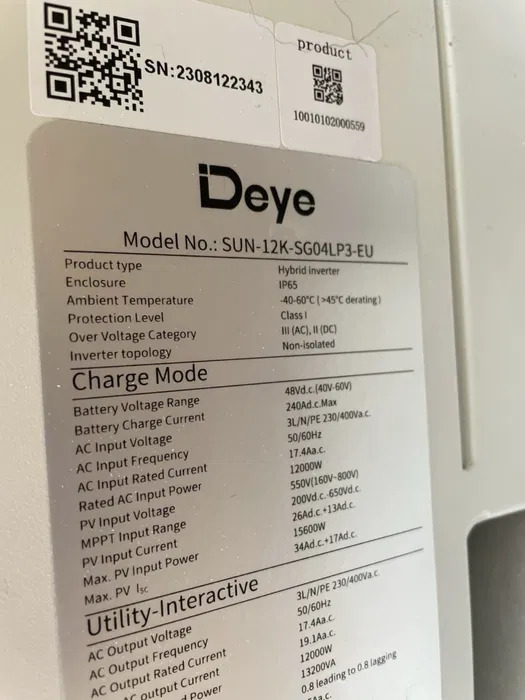 SN:2308122343
product
10010102000559
Deye
Model No.: SUN-12K-SG04LP3-EU
Product type Hybrid inverter
Enclosure IP65
Ambient Temperature -40-60°C ( >45°C derating)
Protection Level Class I
Over Voltage Category III (AC), II (DC)
Inverter topology Non-isolated
Charge Mode
Battery Voltage Range 48Vd.c.(40V-60V)
Battery Charge Current 240Ad.c.Max
AC Input Voltage 3L/N/PE 230/400Va.c.
AC Input Frequency 50/60Hz
AC Input Rated Current 17.4Aa.c.
Rated AC Input Power 12000W
PV Input Voltage 550V(160V~800V)
MPPT Input Range 200Vd.c.-650Vd.c.
PV Input Current 26Ad.c.+13Ad.c.
Max. PV Input Power 15600W
Max. PV Isc 34Ad.c.+17Ad.c.
Utility-Interactive
AC Output Voltage 3L/N/PE 230/400Va.c.
AC Output Frequency 50/60Hz
AC Output Rated Current 17.4Aa.c.
AC output Current 19.1Aa.c.
Power 12000W
13200VA
0.8 leading to 0.8 lagging